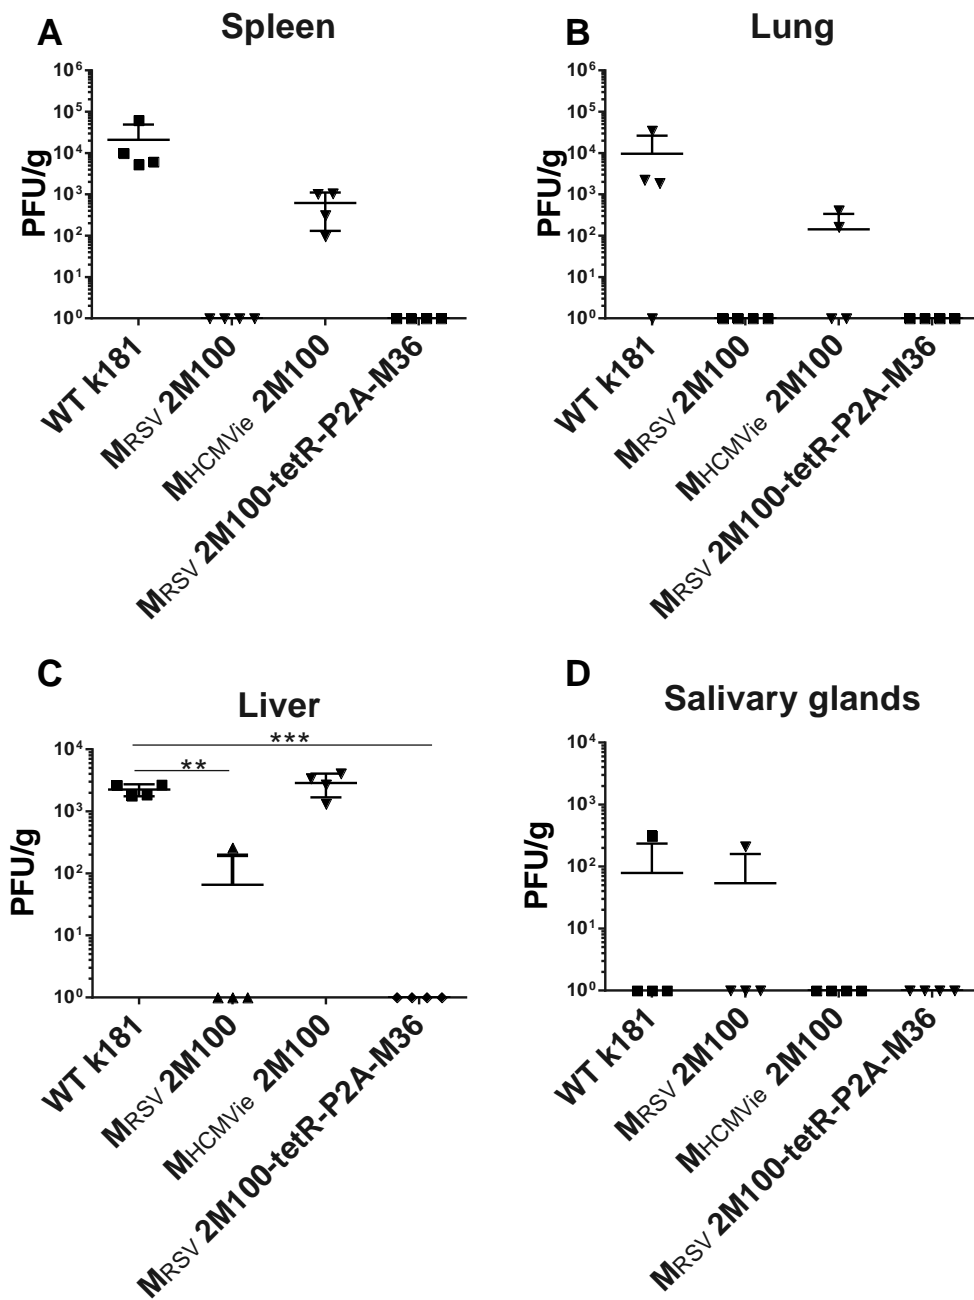 A Spleen
PFU/g
10⁶
10⁵
10⁴
10³
10²
10¹
10⁰
WT k181
MRSV 2M100
MHCMVie 2M100
MRSV 2M100-tetR-P2A-M36
B Lung
PFU/g
10⁶
10⁵
10⁴
10³
10²
10¹
10⁰
WT k181
MRSV 2M100
MHCMVie 2M100
MRSV 2M100-tetR-P2A-M36
C Liver
***
**
PFU/g
10⁴
10³
10²
10¹
10⁰
WT k181
MRSV 2M100
MHCMVie 2M100
MRSV 2M100-tetR-P2A-M36
D Salivary glands
PFU/g
10⁴
10³
10²
10¹
10⁰
WT k181
MRSV 2M100
MHCMVie 2M100
MRSV 2M100-tetR-P2A-M36